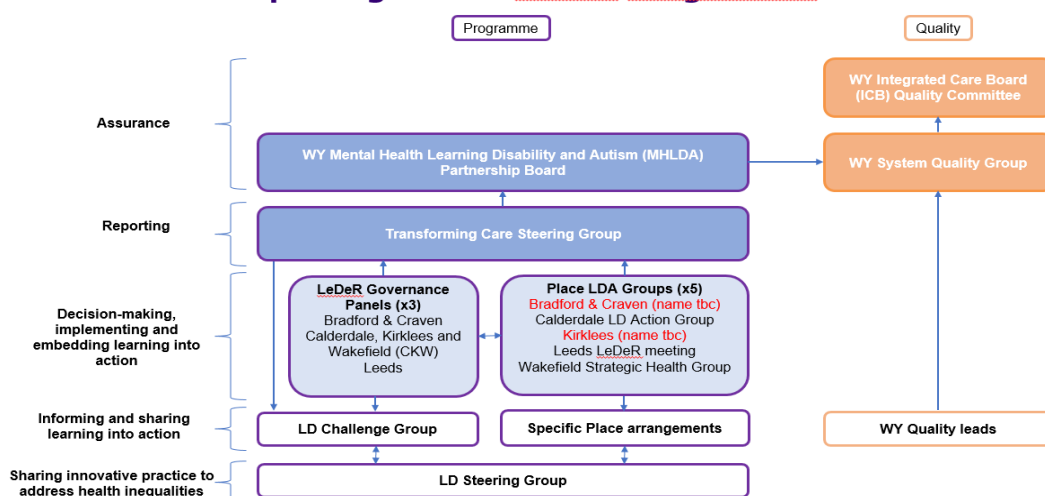 Programme
Quality
WY Integrated Care Board
(ICB) Quality Committee
Assurance
WY Mental Health Learning Disability and Autism (MHLDA)
Partnership Board
WY System Quality Group
Reporting
Transforming Care Steering Group
Decision-making,
implementing and
embedding learning into
action
LeDeR Governance
Panels (x3)
Bradford & Craven
Calderdale, Kirklees and
Wakefield (CKW)
Leeds
Place LDA Groups (x5)
Bradford & Craven (name tbc)
Calderdale LD Action Group
Kirklees (name tbc)
Leeds LeDeR meeting
Wakefield Strategic Health Group
Informing and sharing
learning into action
LD Challenge Group
Specific Place arrangements
WY Quality leads
Sharing innovative practice to
address health inequalities
LD Steering Group